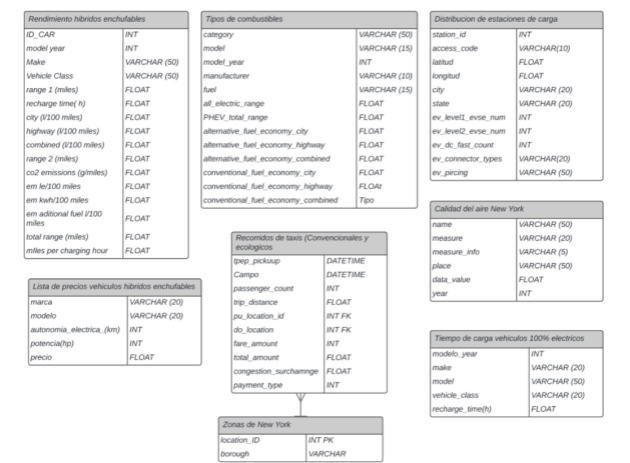 Rendimiento hibridos enchufables
ID_CAR INT
model year INT
Make VARCHAR (50)
Vehicle Class VARCHAR (50)
range 1 (miles) FLOAT
recharge time( h) FLOAT
city (l/100 miles) FLOAT
highway (l/100 miles) FLOAT
combined (l/100 miles) FLOAT
range 2 (miles) FLOAT
co2 emissions (g/miles) FLOAT
em le/100 miles FLOAT
em kwh/100 miles FLOAT
em aditional fuel l/100
miles FLOAT
total range (miles) FLOAT
miles per charging hour FLOAT
Lista de precios vehiculos hibridos enchufables
marca VARCHAR (20)
modelo VARCHAR (20)
autonomia_electrica_(km) INT
potencia(hp) INT
precio FLOAT
Tipos de combustibles
category VARCHAR (50)
model VARCHAR (15)
model_year INT
manufacturer VARCHAR (10)
fuel VARCHAR (15)
all_electric_range FLOAT
PHEV_total_range FLOAT
alternative_fuel_economy_city FLOAT
alternative_fuel_economy_highway FLOAT
alternative_fuel_economy_combined FLOAT
conventional_fuel_economy_city FLOAT
conventional_fuel_economy_highway FLOAt
conventional_fuel_economy_combined Tipo
Recorridos de taxis (Convencionales y
ecologicos
tpep_pickuup DATETIME
Campo DATETIME
passenger_count INT
trip_distance FLOAT
pu_location_id INT FK
do_location INT FK
fare_amount INT
total_amount FLOAT
congestion_surchamnge FLOAT
payment_type INT
Zonas de New York
location_ID INT PK
borough VARCHAR
Distribucion de estaciones de carga
station_id INT
access_code VARCHAR(10)
latitud FLOAT
longitud FLOAT
city VARCHAR (20)
state VARCHAR (20)
ev_level1_evse_num INT
ev_level2_evse_num INT
ev_dc_fast_count INT
ev_connector_types VARCHAR(20)
ev_pircing VARCHAR (50)
Calidad del aire New York
name VARCHAR (50)
measure VARCHAR (20)
measure_info VARCHAR (5)
place VARCHAR (50)
data_value FLOAT
year INT
Tiempo de carga vehiculos 100% electricos
modelo_year INT
make VARCHAR (20)
model VARCHAR (50)
vehicle_class VARCHAR (20)
recharge_time(h) FLOAT